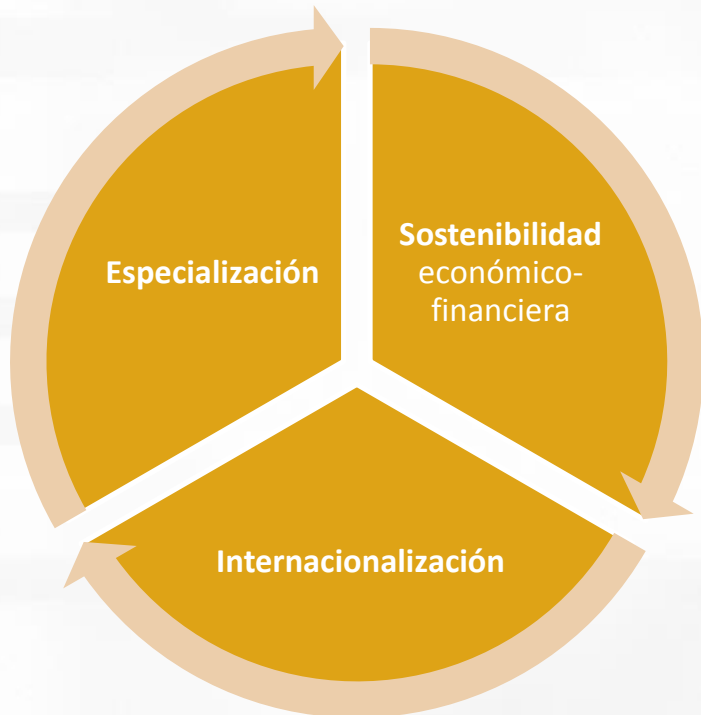 Especialización
Sostenibilidad
económico-
financiera
Internacionalización